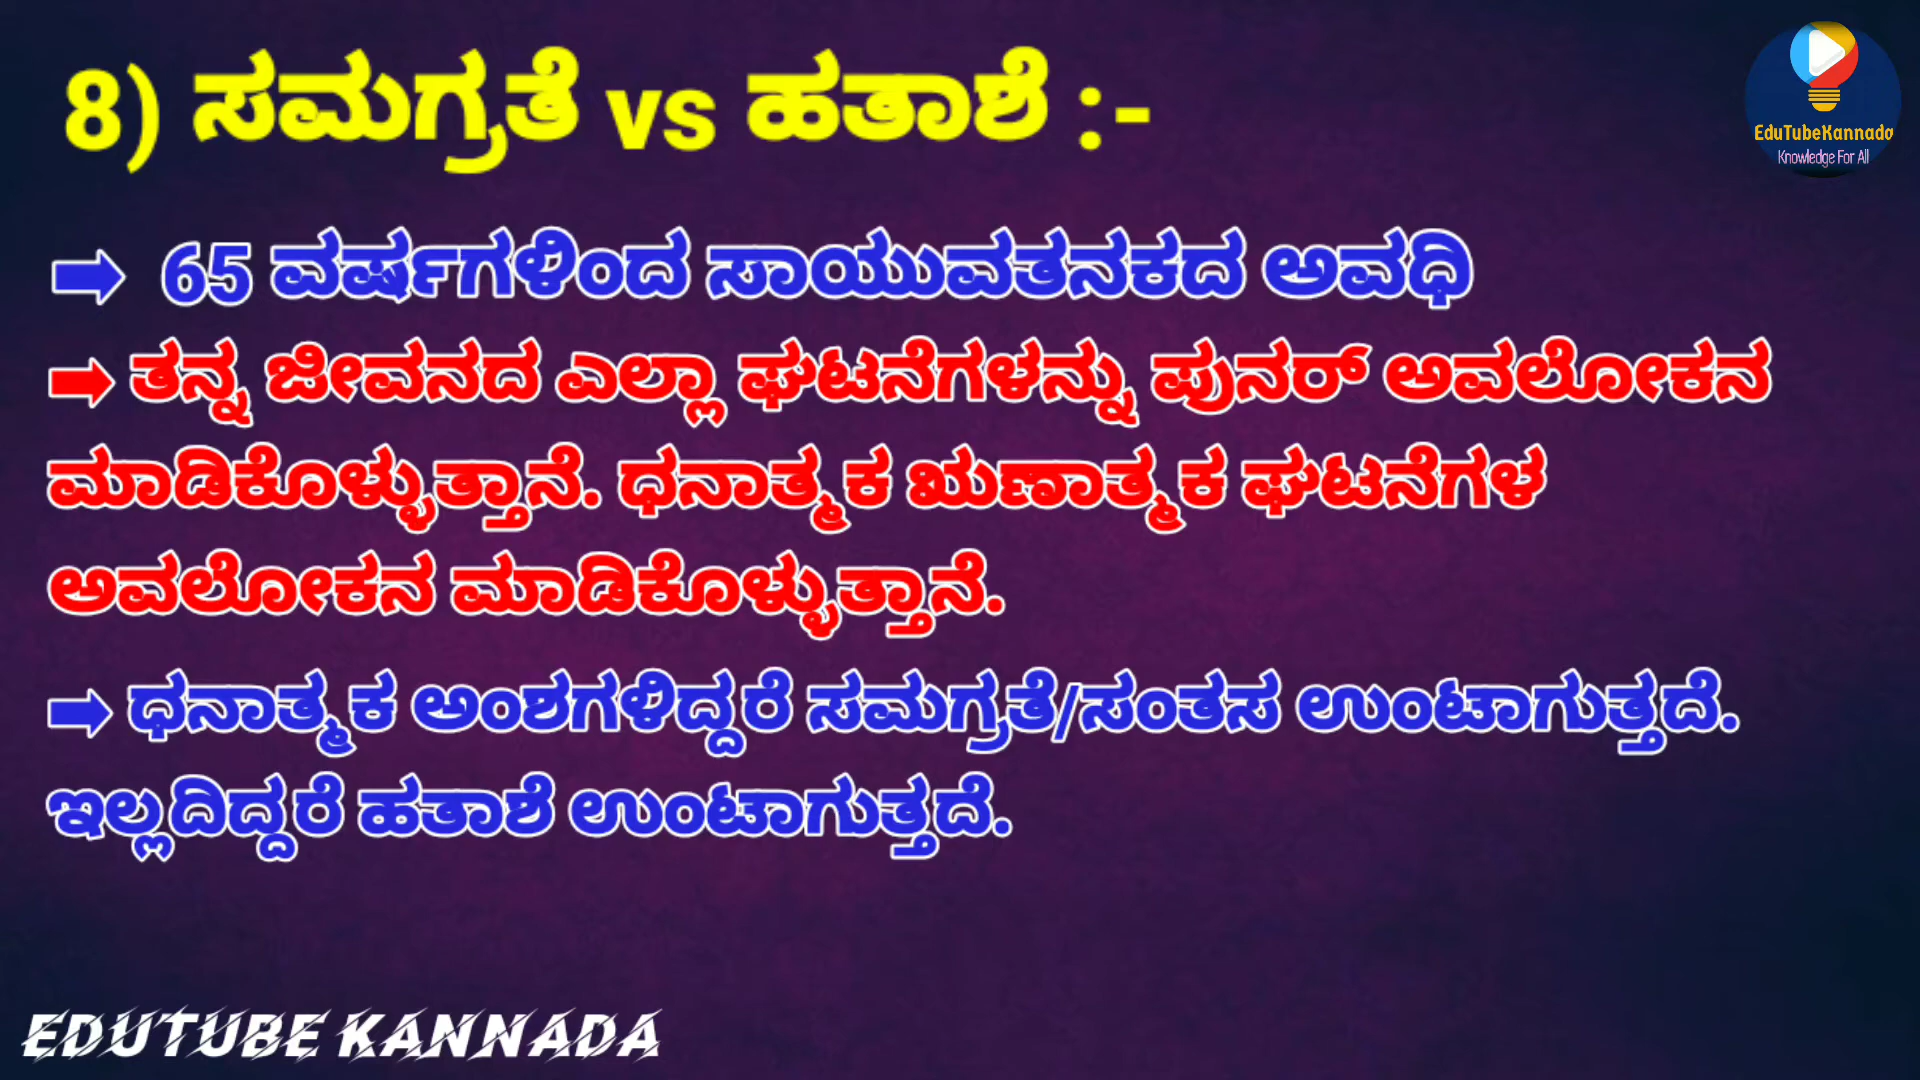 8) ಸಮಗ್ರತೆ vs ಹತಾಶೆ :-
EduTubeKannada
Knowledge For All
➡ 65 ವರ್ಷಗಳಿಂದ ಸಾಯುವತನಕದ ಅವಧಿ
➡ ತನ್ನ ಜೀವನದ ಎಲ್ಲಾ ಘಟನೆಗಳನ್ನು ಪುನರ್ ಅವಲೋಕನ
ಮಾಡಿಕೊಳ್ಳುತ್ತಾನೆ. ಧನಾತ್ಮಕ ಋಣಾತ್ಮಕ ಘಟನೆಗಳ
ಅವಲೋಕನ ಮಾಡಿಕೊಳ್ಳುತ್ತಾನೆ.
➡ ಧನಾತ್ಮಕ ಅಂಶಗಳಿದ್ದರೆ ಸಮಗ್ರತೆ/ಸಂತಸ ಉಂಟಾಗುತ್ತದೆ.
ಇಲ್ಲದಿದ್ದರೆ ಹತಾಶೆ ಉಂಟಾಗುತ್ತದೆ.
EDUTUBE KANNADA